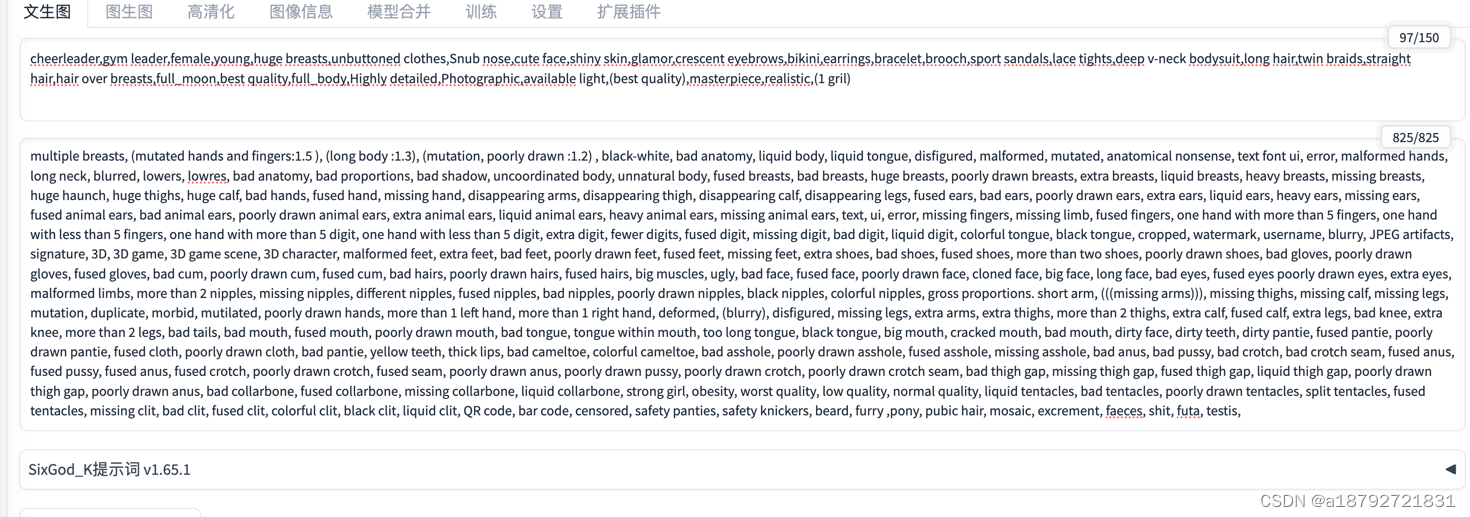 文生图 图生图 高清化 图像信息 模型合并 训练 设置 扩展插件
97/150
cheerleader,gym leader,female,young,huge breasts,unbuttoned clothes,Snub nose,cute face,shiny skin,glamor,crescent eyebrows,bikini,earrings,bracelet,brooch,sport sandals,lace tights,deep v-neck bodysuit,long hair,twin braids,straight
hair,hair over breasts,full_moon,best quality,full_body,Highly detailed,Photographic,available light,(best quality),masterpiece,realistic,(1 gril)
825/825
multiple breasts, (mutated hands and fingers:1.5 ), (long body :1.3), (mutation, poorly drawn :1.2) , black-white, bad anatomy, liquid body, liquid tongue, disfigured, malformed, mutated, anatomical nonsense, text font ui, error, malformed hands,
long neck, blurred, lowers, lowres, bad anatomy, bad proportions, bad shadow, uncoordinated body, unnatural body, fused breasts, bad breasts, huge breasts, poorly drawn breasts, extra breasts, liquid breasts, heavy breasts, missing breasts,
huge haunch, huge thighs, huge calf, bad hands, fused hand, missing hand, disappearing arms, disappearing thigh, disappearing calf, disappearing legs, fused ears, bad ears, poorly drawn ears, extra ears, liquid ears, heavy ears, missing ears,
fused animal ears, bad animal ears, poorly drawn animal ears, extra animal ears, liquid animal ears, heavy animal ears, missing animal ears, text, ui, error, missing fingers, missing limb, fused fingers, one hand with more than 5 fingers, one hand
with less than 5 fingers, one hand with more than 5 digit, one hand with less than 5 digit, extra digit, fewer digits, fused digit, missing digit, bad digit, liquid digit, colorful tongue, black tongue, cropped, watermark, username, blurry, JPEG artifacts,
signature, 3D, 3D game, 3D game scene, 3D character, malformed feet, extra feet, bad feet, poorly drawn feet, fused feet, missing feet, extra shoes, bad shoes, fused shoes, more than two shoes, poorly drawn shoes, bad gloves, poorly drawn
gloves, fused gloves, bad cum, poorly drawn cum, fused cum, bad hairs, poorly drawn hairs, fused hairs, big muscles, ugly, bad face, fused face, poorly drawn face, cloned face, big face, long face, bad eyes, fused eyes poorly drawn eyes, extra eyes,
malformed limbs, more than 2 nipples, missing nipples, different nipples, fused nipples, bad nipples, poorly drawn nipples, black nipples, colorful nipples, gross proportions. short arm, (((missing arms))), missing thighs, missing calf, missing legs,
mutation, duplicate, morbid, mutilated, poorly drawn hands, more than 1 left hand, more than 1 right hand, deformed, (blurry), disfigured, missing legs, extra arms, extra thighs, more than 2 thighs, extra calf, fused calf, extra legs, bad knee, extra
knee, more than 2 legs, bad tails, bad mouth, fused mouth, poorly drawn mouth, bad tongue, tongue within mouth, too long tongue, black tongue, big mouth, cracked mouth, bad mouth, dirty face, dirty teeth, dirty pantie, fused pantie, poorly
drawn pantie, fused cloth, poorly drawn cloth, bad pantie, yellow teeth, thick lips, bad cameltoe, colorful cameltoe, bad asshole, poorly drawn asshole, fused asshole, missing asshole, bad anus, bad pussy, bad crotch, bad crotch seam, fused anus,
fused pussy, fused anus, fused crotch, poorly drawn crotch, fused seam, poorly drawn anus, poorly drawn pussy, poorly drawn crotch, poorly drawn crotch seam, bad thigh gap, missing thigh gap, fused thigh gap, liquid thigh gap, poorly drawn
thigh gap, poorly drawn anus, bad collarbone, fused collarbone, missing collarbone, liquid collarbone, strong girl, obesity, worst quality, low quality, normal quality, liquid tentacles, bad tentacles, poorly drawn tentacles, split tentacles, fused
tentacles, missing clit, bad clit, fused clit, colorful clit, black clit, liquid clit, QR code, bar code, censored, safety panties, safety knickers, beard, furry ,pony, pubic hair, mosaic, excrement, faeces, shit, futa, testis,
SixGod_K提示词 v1.65.1
CSDN @a18792721831